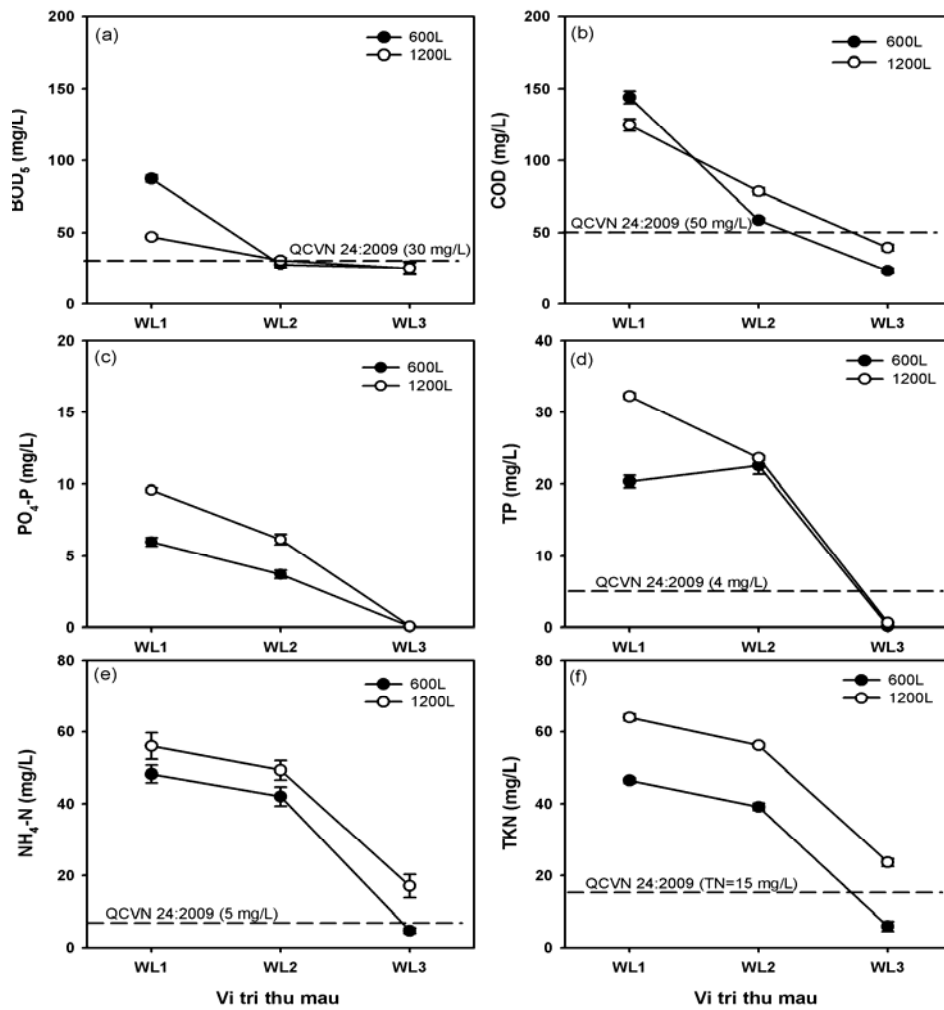 (a)
600L
1200L
200
150
100
50
0
BOD5 (mg/L)
QCVN 24:2009 (30 mg/L)
WL1 WL2 WL3
(b)
600L
1200L
200
150
100
50
0
COD (mg/L)
QCVN 24:2009 (50 mg/L)
WL1 WL2 WL3
(c)
600L
1200L
20
15
10
5
0
PO4-P (mg/L)
WL1 WL2 WL3
(d)
600L
1200L
40
30
20
10
0
TP (mg/L)
QCVN 24:2009 (4 mg/L)
WL1 WL2 WL3
(e)
600L
1200L
80
60
40
20
0
NH4-N (mg/L)
QCVN 24:2009 (5 mg/L)
WL1 WL2 WL3
Vi tri thu mau
(f)
600L
1200L
80
60
40
20
0
TKN (mg/L)
QCVN 24:2009 (TN=15 mg/L)
WL1 WL2 WL3
Vi tri thu mau